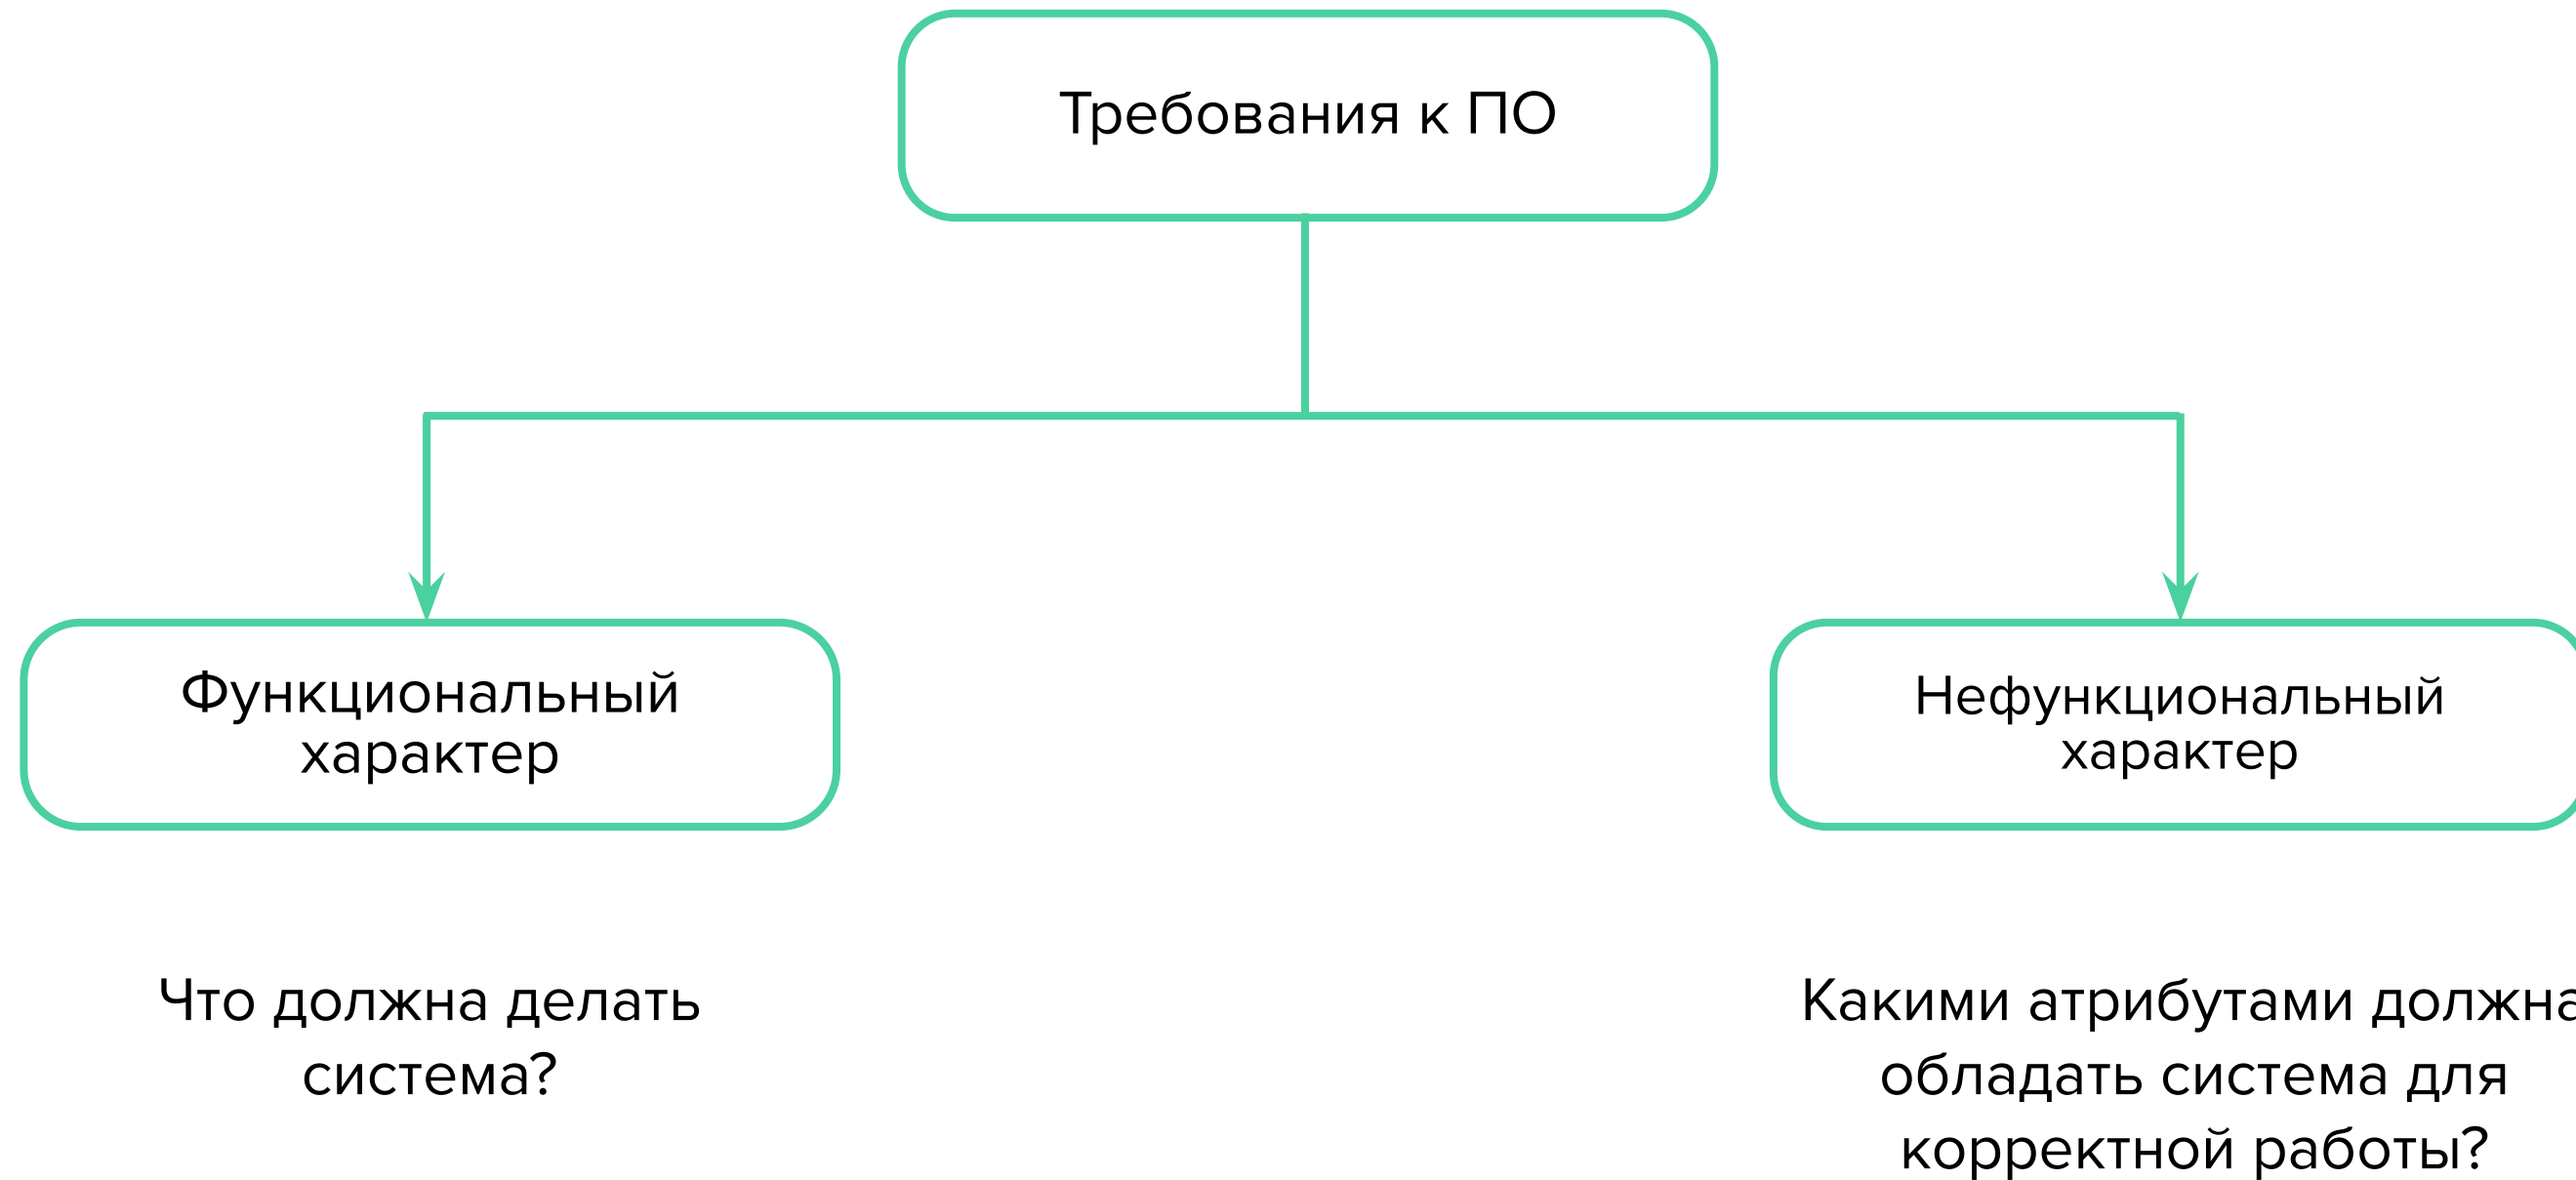 Требования к ПО
Функциональный
характер
Нефункциональный
характер
Что должна делать
система?
Какими атрибутами должна
обладать система для
корректной работы?